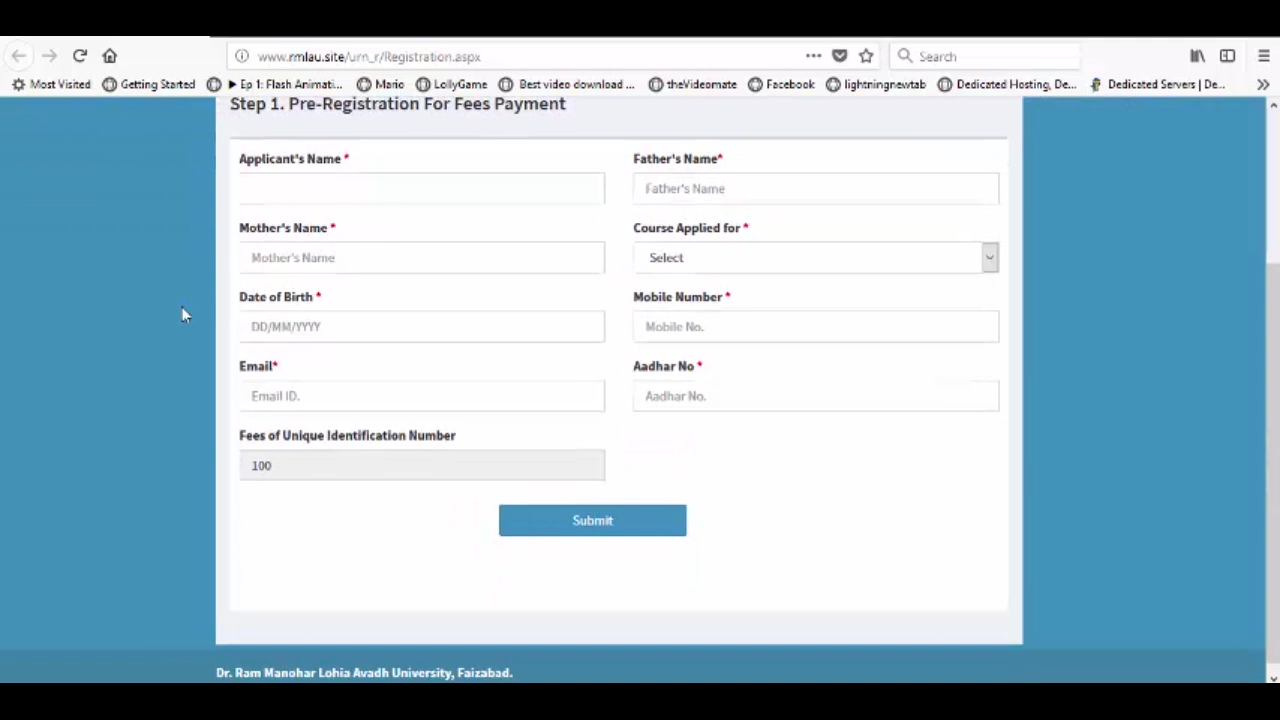 www.rmlau.site/urn_r/Registration.aspx
Search
Most Visited Getting Started Ep 1: Flash Animati... Mario LollyGame Best video download ... theVideomate Facebook lightningnewtab Dedicated Hosting, De... Dedicated Servers | De...
Step 1. Pre-Registration For Fees Payment
Applicant's Name * Father's Name*
Father's Name
Mother's Name * Course Applied for *
Mother's Name Select
Date of Birth * Mobile Number *
DD/MM/YYYY Mobile No.
Email* Aadhar No *
Email ID. Aadhar No.
Fees of Unique Identification Number
100
Submit
Dr. Ram Manohar Lohia Avadh University, Faizabad.